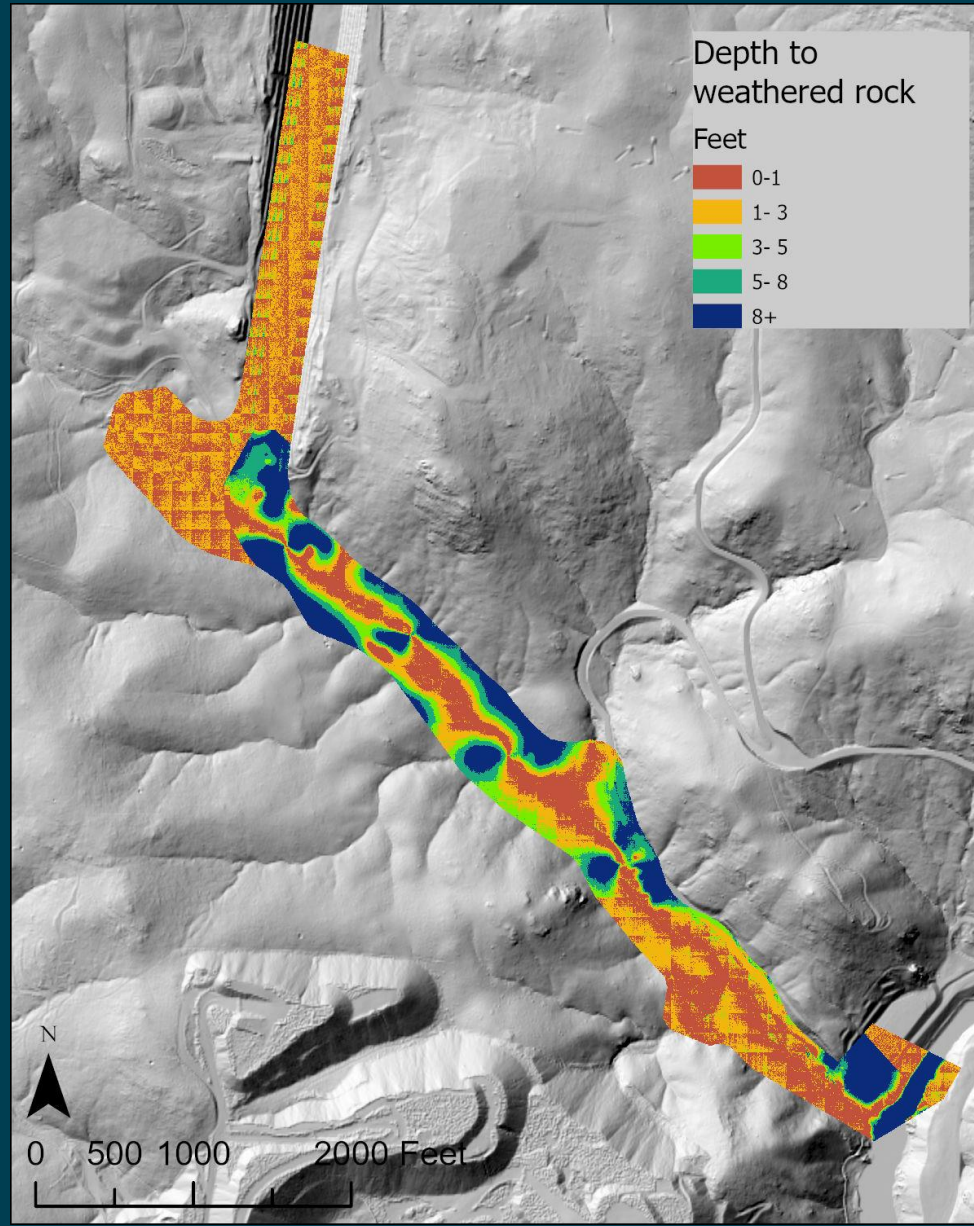 Depth to
weathered rock
Feet
0-1
1- 3
3- 5
5- 8
8+
N
0 500 1000 2000 Feet